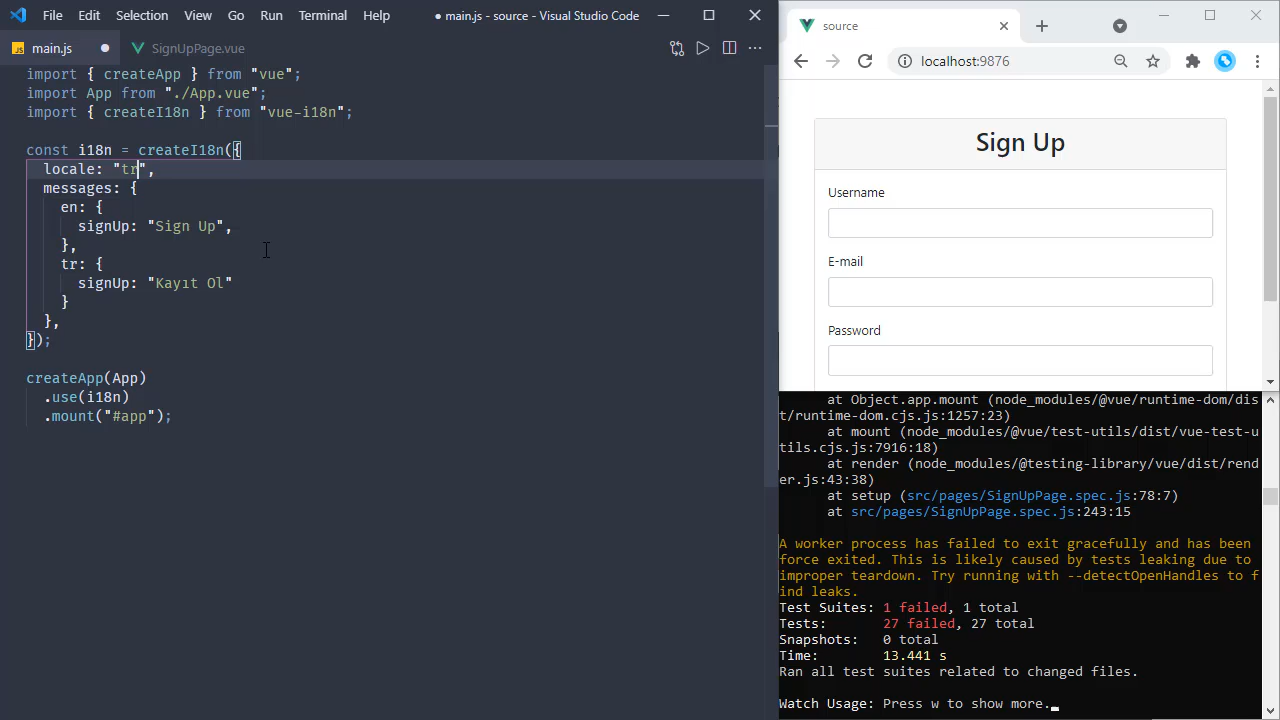 File Edit Selection View Go Run Terminal Help ● main.js - source - Visual Studio Code
JS main.js ● SignUpPage.vue
import { createApp } from "vue";
import App from "./App.vue";
import { createI18n } from "vue-i18n";
const i18n = createI18n({
locale: "tr",
messages: {
en: {
signUp: "Sign Up",
},
tr: {
signUp: "Kayıt Ol"
}
},
});
createApp(App)
.use(i18n)
.mount("#app");
source
localhost:9876
Sign Up
Username
E-mail
Password
at Object.app.mount (node_modules/@vue/runtime-dom/dis
t/runtime-dom.cjs.js:1257:23)
at mount (node_modules/@vue/test-utils/dist/vue-test-u
tils.cjs.js:7916:18)
at render (node_modules/@testing-library/vue/dist/rend
er.js:43:38)
at setup (src/pages/SignUpPage.spec.js:78:7)
at src/pages/SignUpPage.spec.js:243:15
A worker process has failed to exit gracefully and has been
force exited. This is likely caused by tests leaking due to
improper teardown. Try running with --detectOpenHandles to f
ind leaks.
Test Suites: 1 failed, 1 total
Tests: 27 failed, 27 total
Snapshots: 0 total
Time: 13.441 s
Ran all test suites related to changed files.
Watch Usage: Press w to show more.